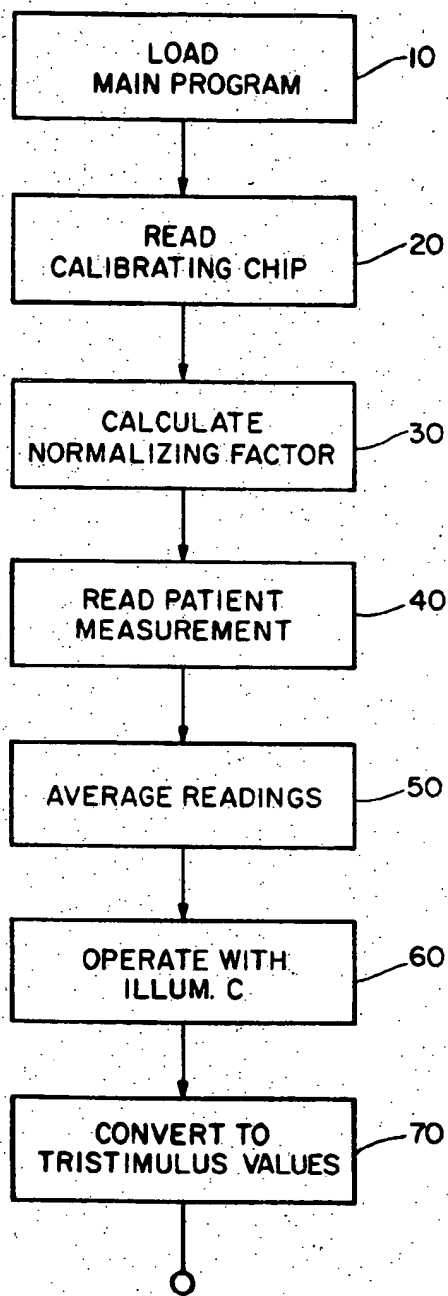 LOAD
MAIN PROGRAM
10
READ
CALIBRATING CHIP
20
CALCULATE
NORMALIZING FACTOR
30
READ PATIENT
MEASUREMENT
40
AVERAGE READINGS
50
OPERATE WITH
ILLUM. C
60
CONVERT TO
TRISTIMULUS VALUES
70